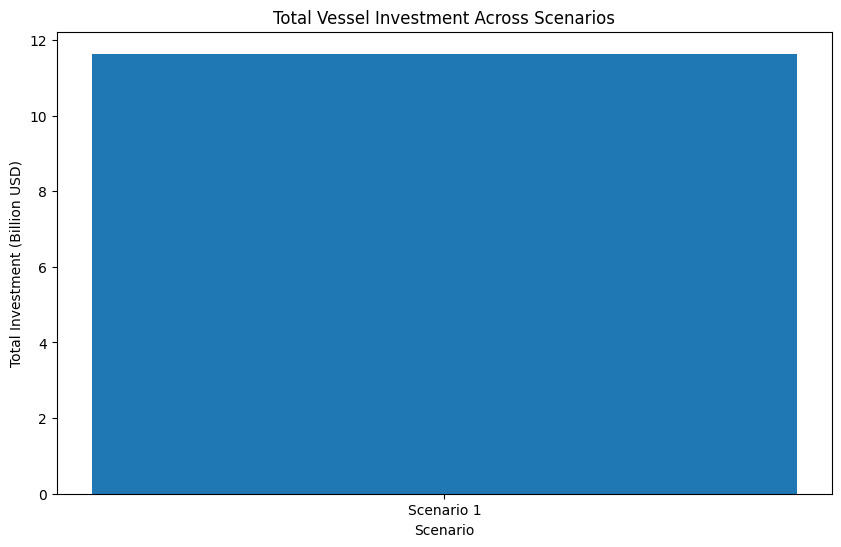 Total Vessel Investment Across Scenarios
12
10
8
6
4
2
0
Total Investment (Billion USD)
Scenario 1
Scenario